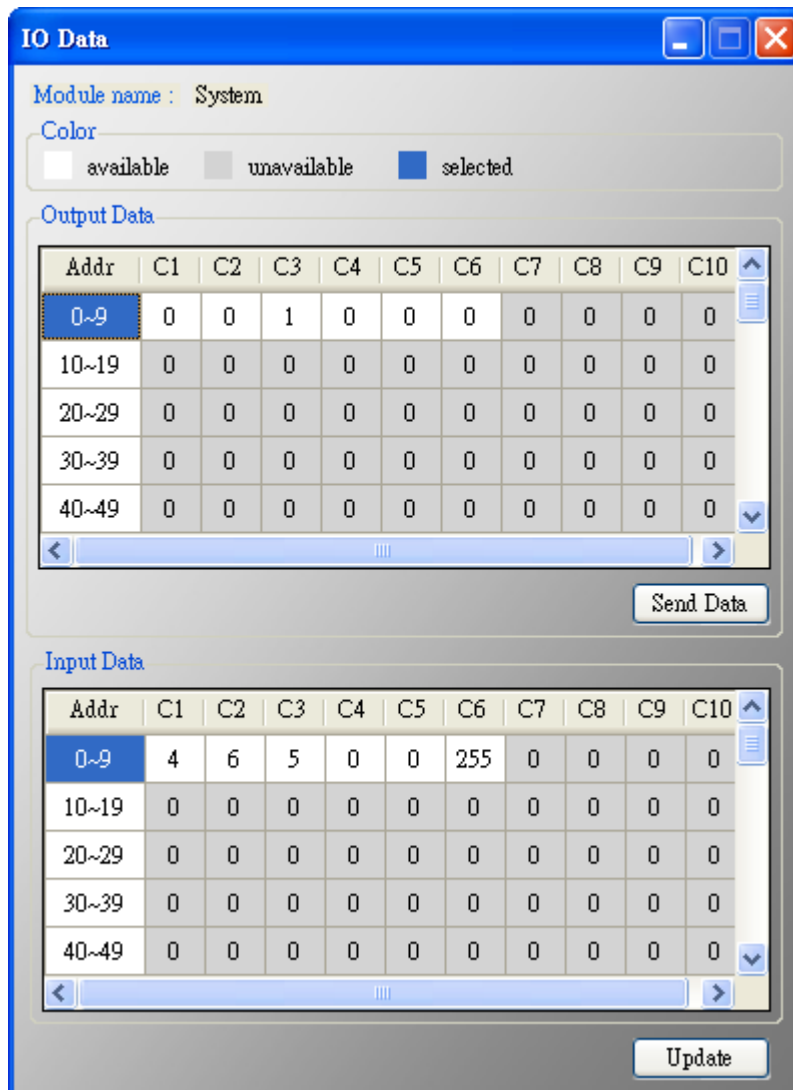 IO Data
Module name : System
Color
available unavailable selected
Output Data
Addr C1 C2 C3 C4 C5 C6 C7 C8 C9 C10
0~9 0 0 1 0 0 0 0 0 0 0
10~19 0 0 0 0 0 0 0 0 0 0
20~29 0 0 0 0 0 0 0 0 0 0
30~39 0 0 0 0 0 0 0 0 0 0
40~49 0 0 0 0 0 0 0 0 0 0
Send Data
Input Data
Addr C1 C2 C3 C4 C5 C6 C7 C8 C9 C10
0~9 4 6 5 0 0 255 0 0 0 0
10~19 0 0 0 0 0 0 0 0 0 0
20~29 0 0 0 0 0 0 0 0 0 0
30~39 0 0 0 0 0 0 0 0 0 0
40~49 0 0 0 0 0 0 0 0 0 0
Update